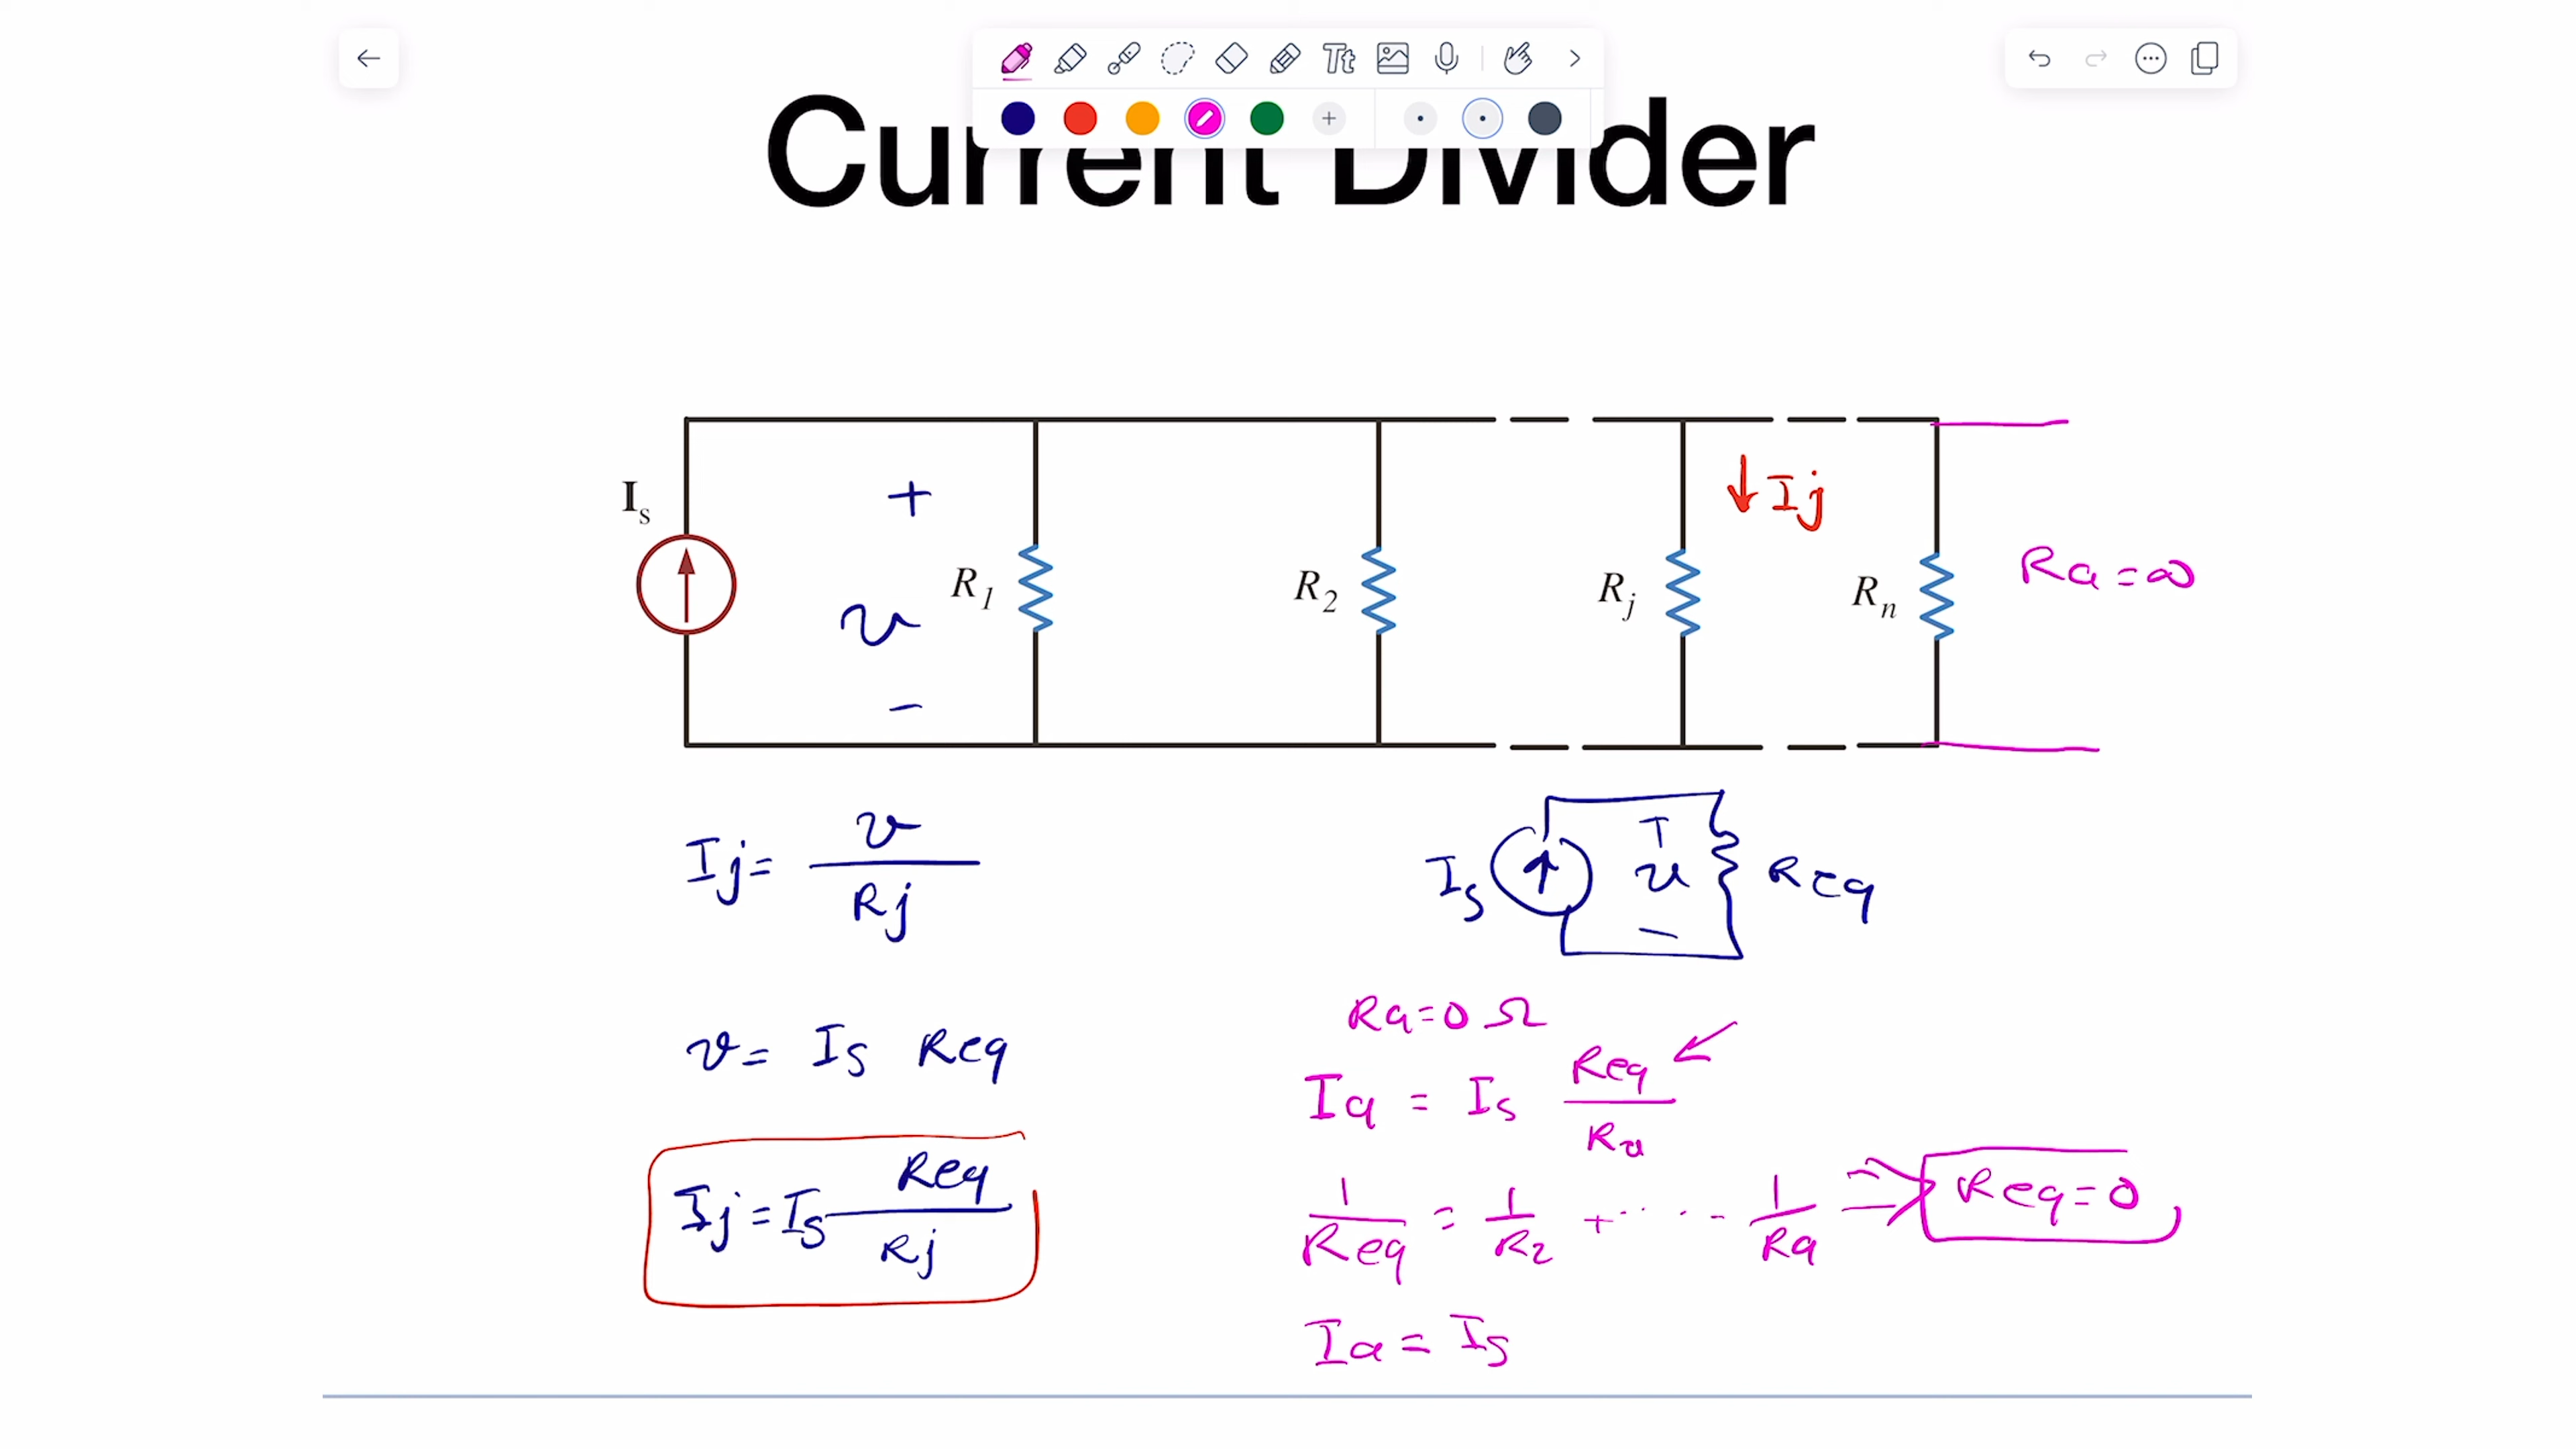 Tt
Current Divider
Is
+
v
−
R1
R2
Rj
↓ Ij
Rn
Ra = ∞
Ij = v / Rj
Is
+
v
−
Req
v = Is Req
Ra = 0 Ω
Ia = Is Req / Ra
Ij = Is Req / Rj
1/Req = 1/R2 + ..... 1/Ra ⇒ Req = 0
Ia = Is